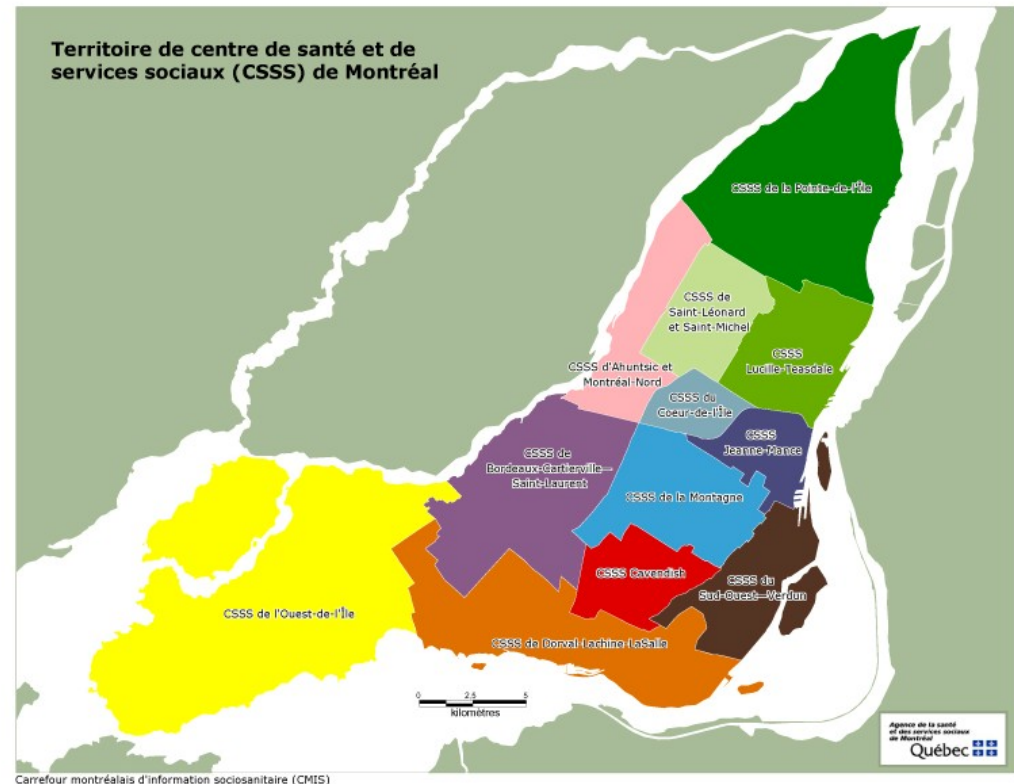 Territoire de centre de santé et de
services sociaux (CSSS) de Montréal
CSSS de la Pointe-de-l'Île
CSSS de
Saint-Léonard
et Saint-Michel
CSSS
Lucille-Teasdale
CSSS d'Ahuntsic et
Montréal-Nord
CSSS du
Coeur-de-l'Île
CSSS
Jeanne-Mance
CSSS de
Bordeaux-Cartierville—
Saint-Laurent
CSSS de la Montagne
CSSS Cavendish
CSSS du
Sud-Ouest—Verdun
CSSS de l'Ouest-de-l'Île
CSSS de Dorval-Lachine-LaSalle
0 2,5 5
kilomètres
Agence de la santé
et des services sociaux
de Montréal
Québec
Carrefour montréalais d'information sociosanitaire (CMIS)